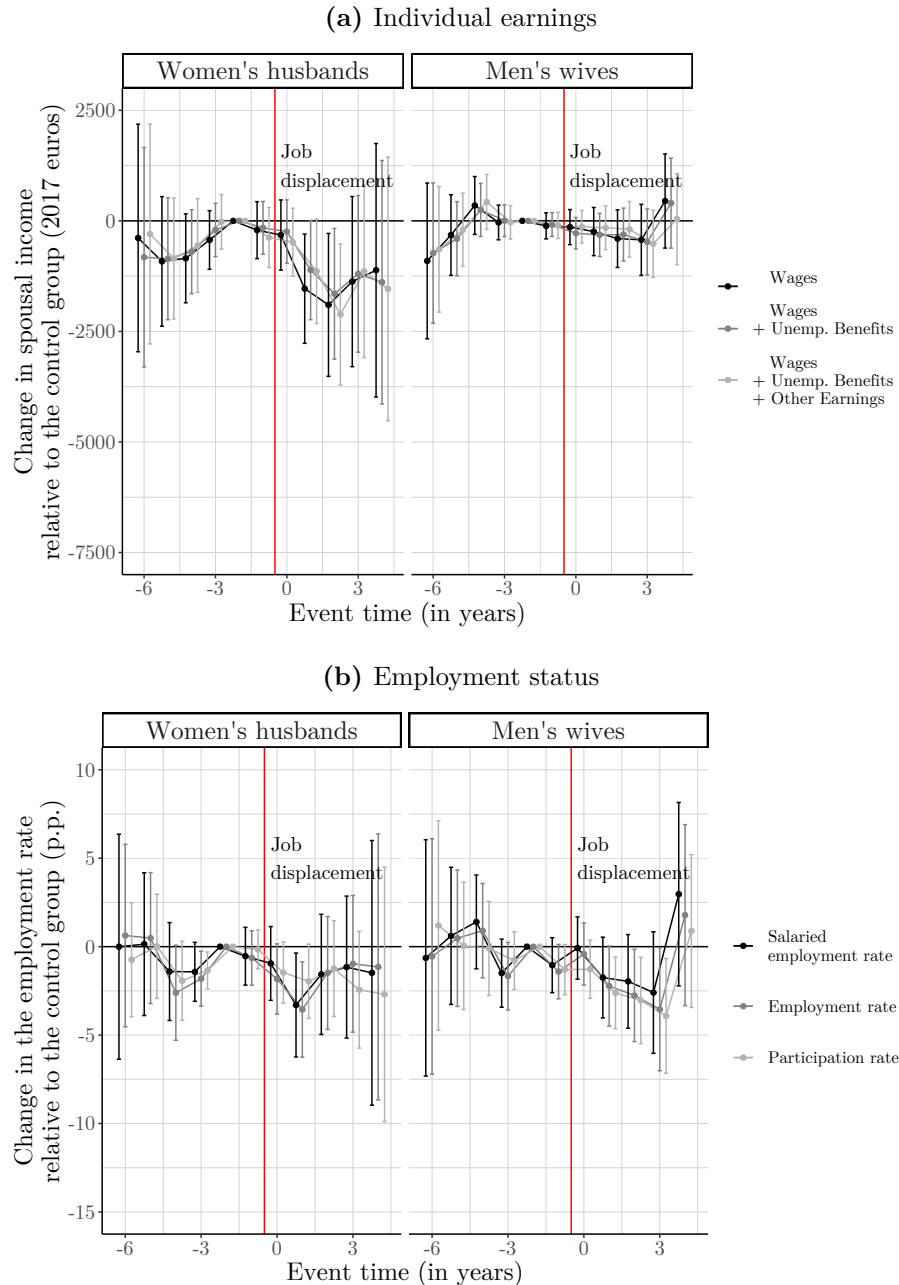 (a) Individual earnings
Women's husbands
Men's wives
Change in spousal income
relative to the control group (2017 euros)
2500
0
-2500
-5000
-7500
Job
displacement
Job
displacement
-6
-3
0
3
-6
-3
0
3
Event time (in years)
Wages
Wages
+ Unemp. Benefits
Wages
+ Unemp. Benefits
+ Other Earnings
(b) Employment status
Women's husbands
Men's wives
Change in the employment rate
relative to the control group (p.p.)
10
5
0
-5
-10
-15
Job
displacement
Job
displacement
-6
-3
0
3
-6
-3
0
3
Event time (in years)
Salaried
employment rate
Employment rate
Participation rate